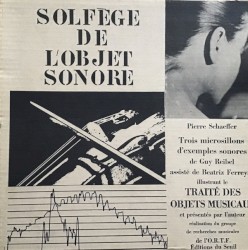 SOLFÈGE
DE
L'OBJET
SONORE
Pierre Schaeffer
Trois microsillons
d'exemples sonores
de Guy Reibel
assisté de Beatriz Ferreyra
illustrant le
TRAITÉ DES
OBJETS MUSICAUX
et présentés par l'auteur
réalisation du groupe
de recherches musicales
de l'O.R.T.F.
Editions du Seuil